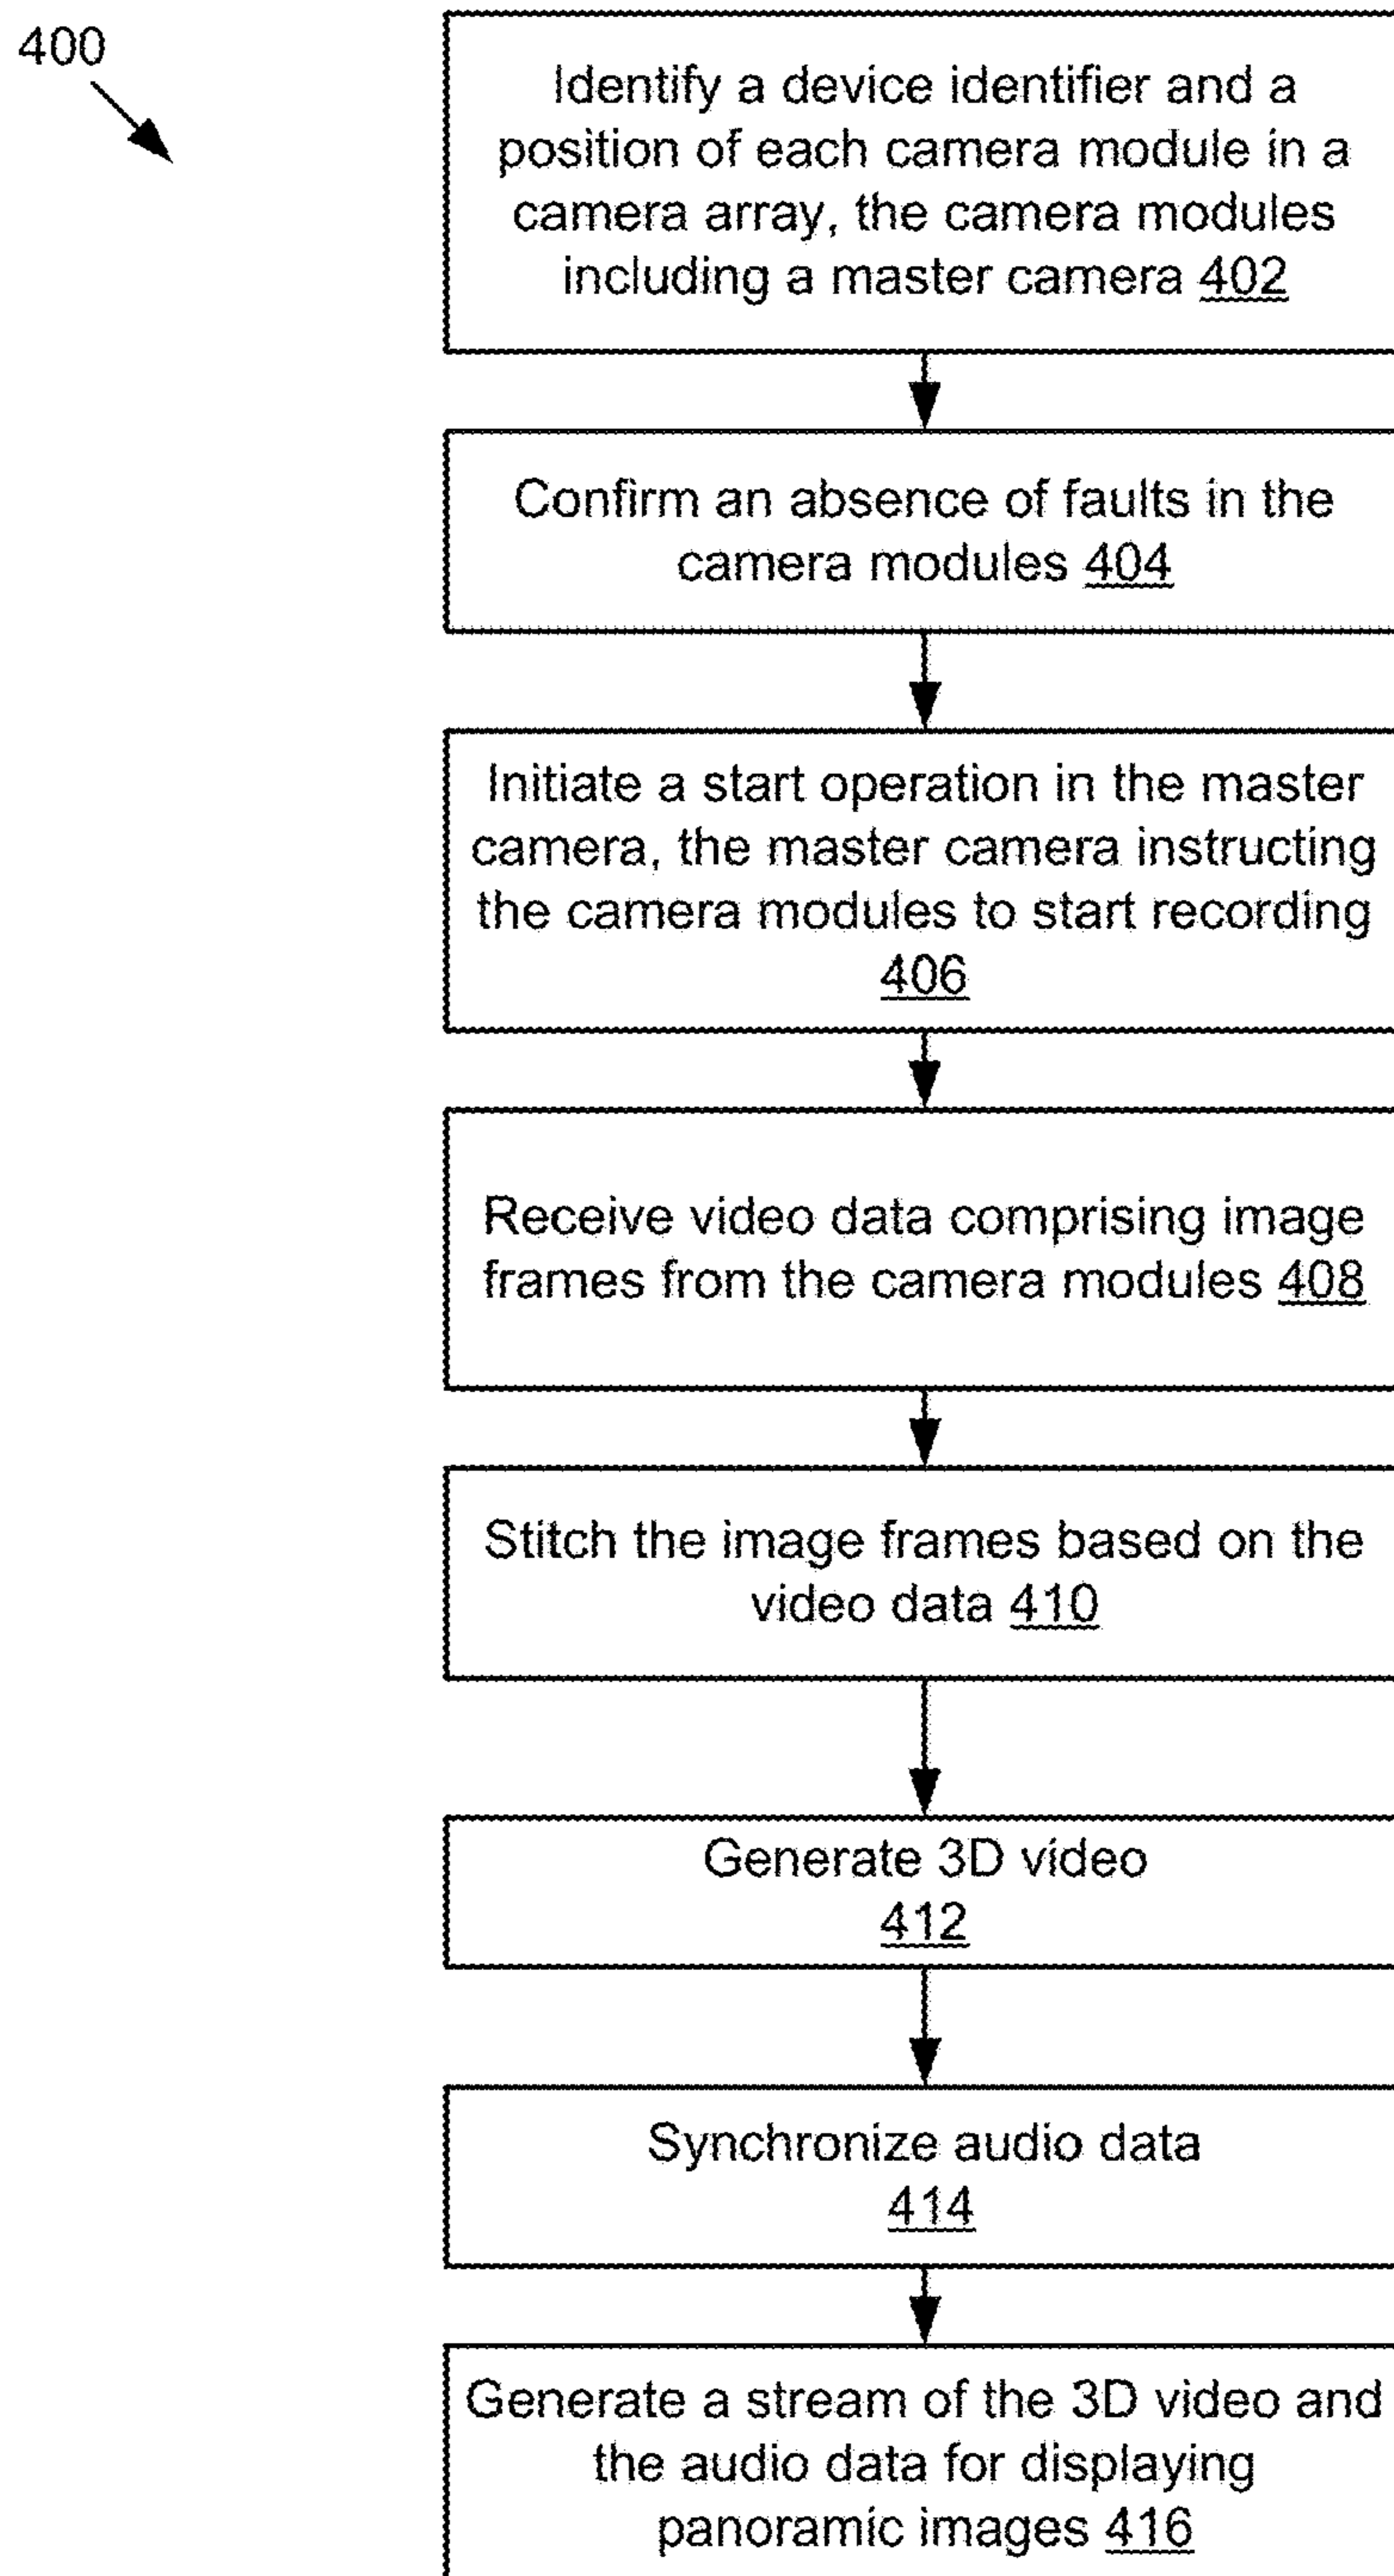 400
Identify a device identifier and a
position of each camera module in a
camera array, the camera modules
including a master camera 402
Confirm an absence of faults in the
camera modules 404
Initiate a start operation in the master
camera, the master camera instructing
the camera modules to start recording
406
Receive video data comprising image
frames from the camera modules 408
Stitch the image frames based on the
video data 410
Generate 3D video
412
Synchronize audio data
414
Generate a stream of the 3D video and
the audio data for displaying
panoramic images 416